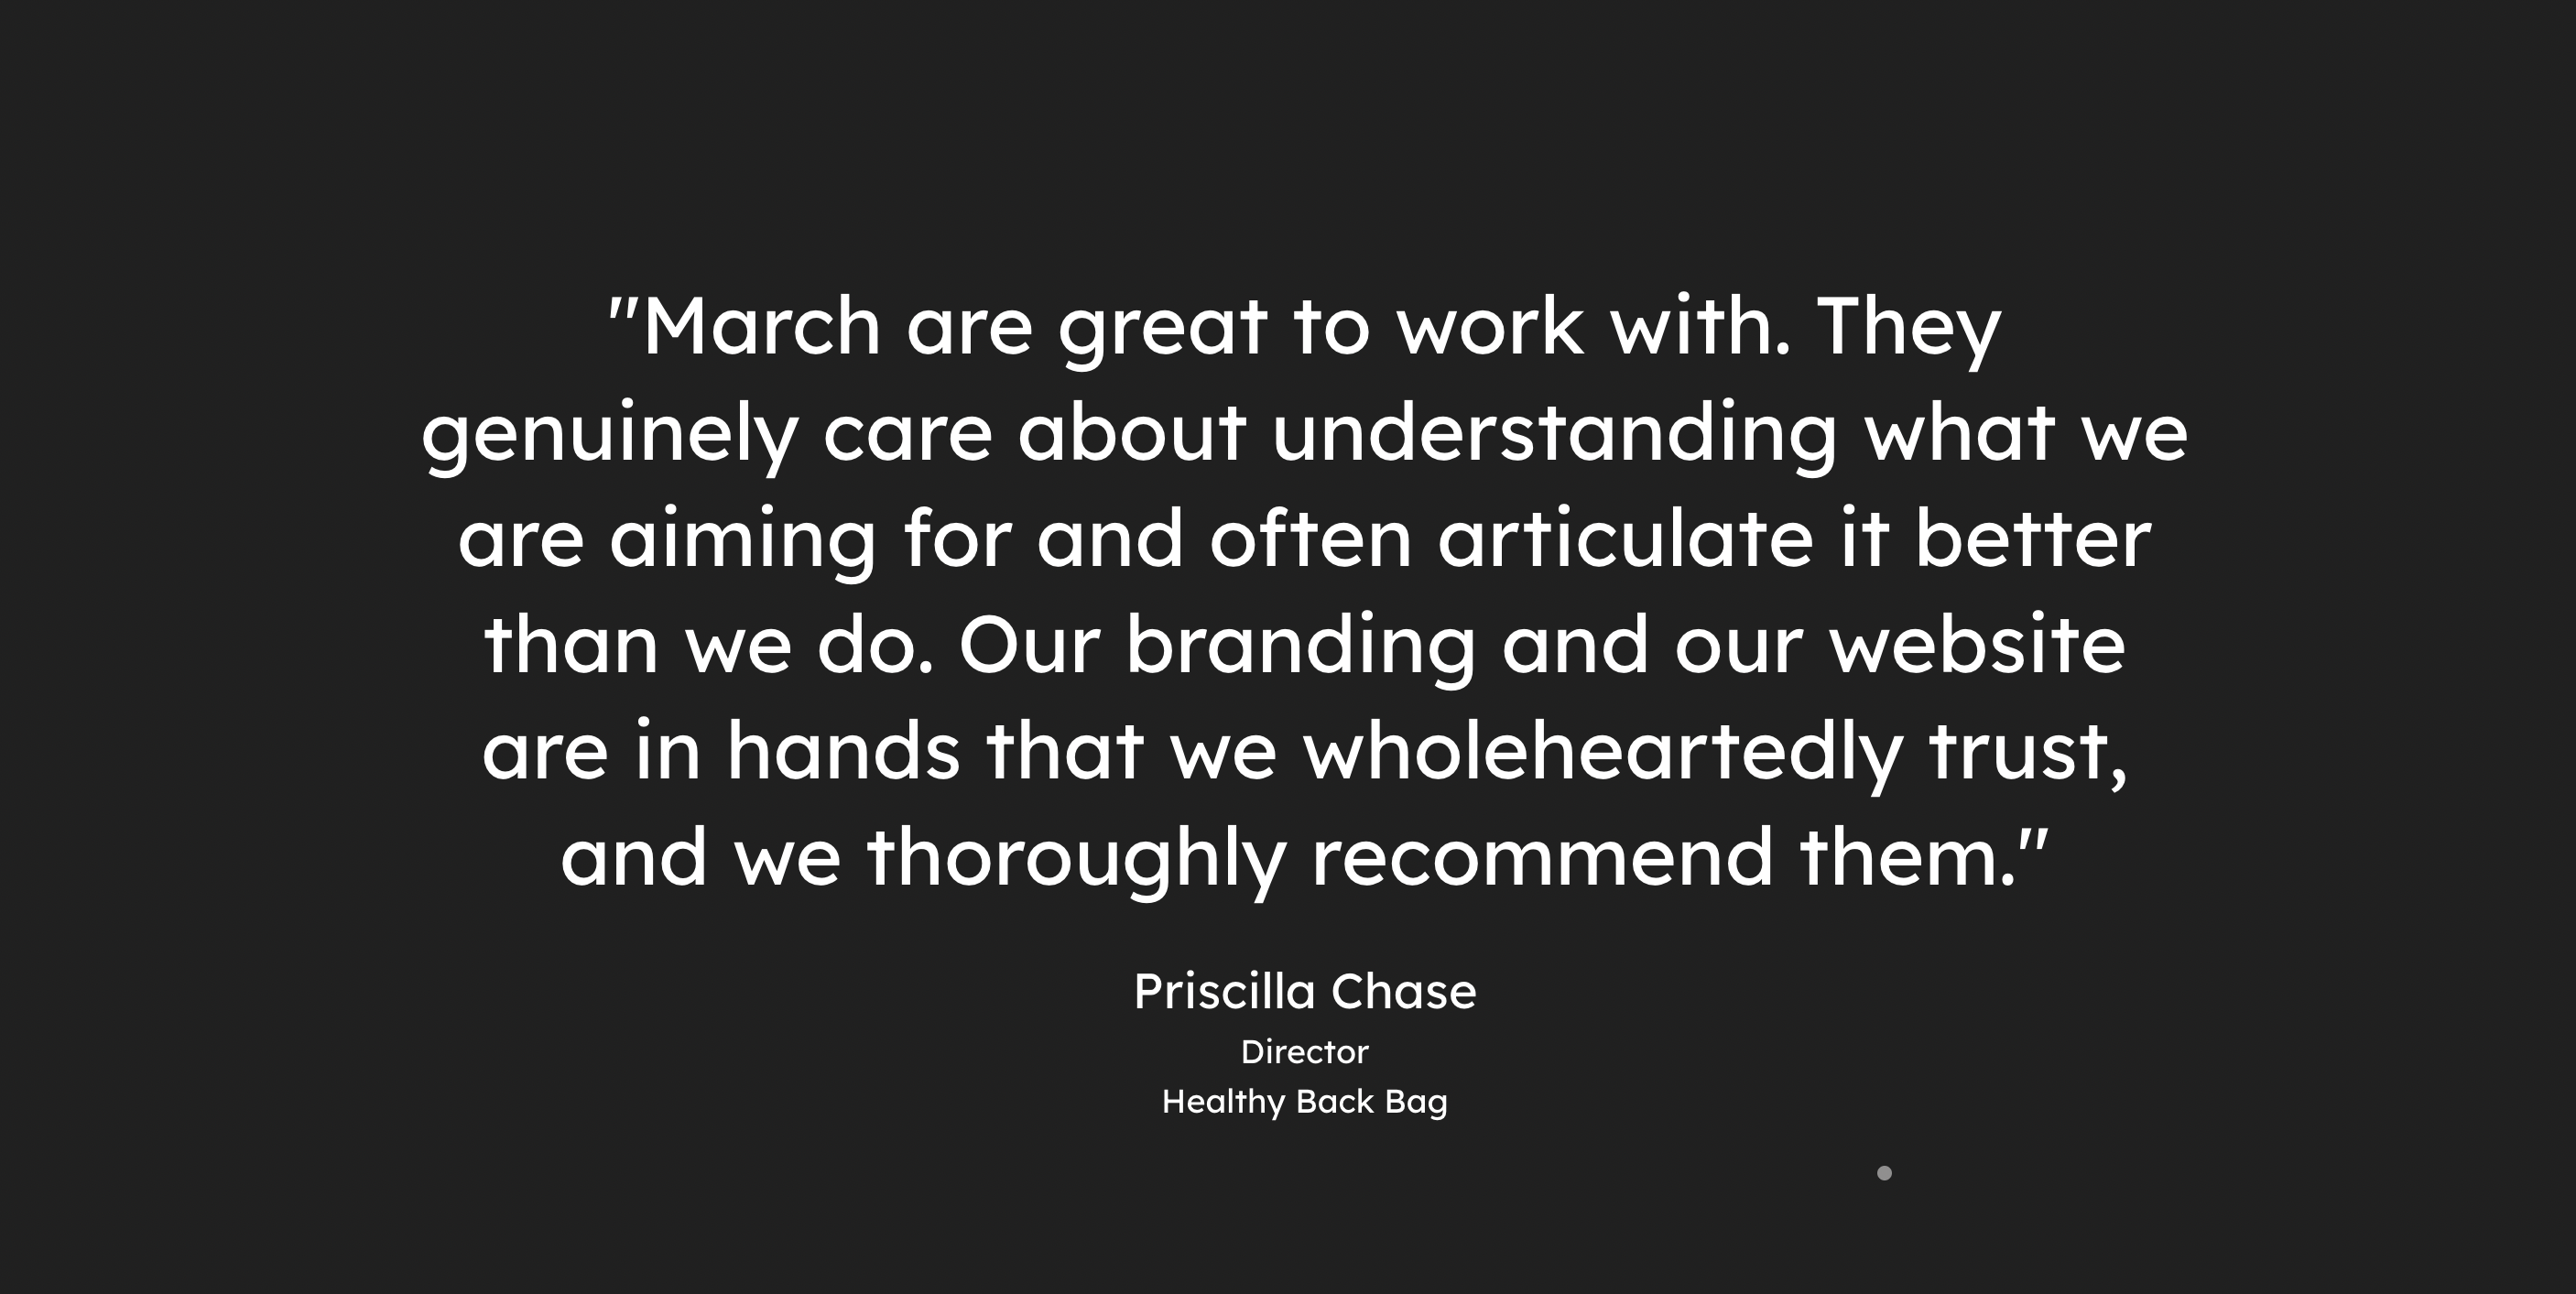 "March are great to work with. They
genuinely care about understanding what we
are aiming for and often articulate it better
than we do. Our branding and our website
are in hands that we wholeheartedly trust,
and we thoroughly recommend them."
Priscilla Chase
Director
Healthy Back Bag